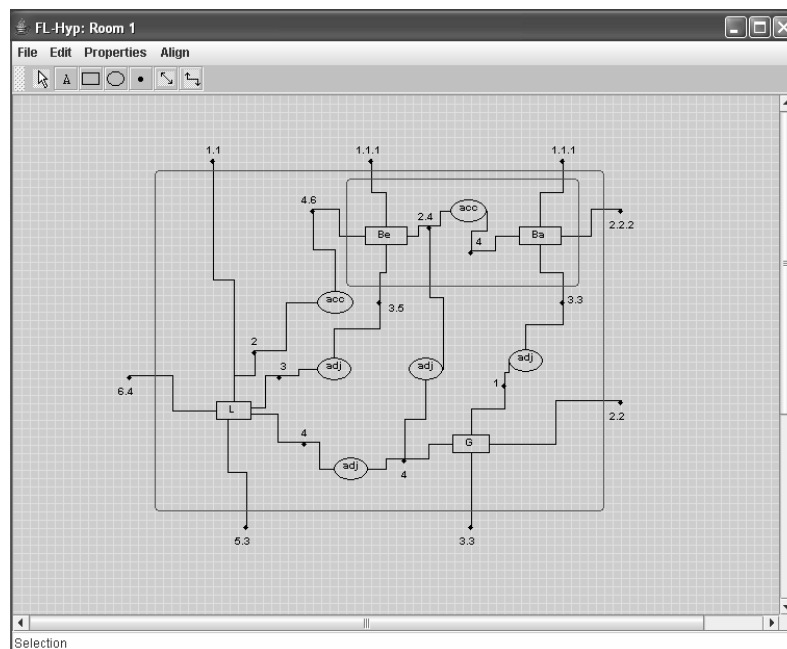 FL-Hyp: Room 1
File Edit Properties Align
A
1.1 1.1.1 1.1.1
4.6 2.4 acc
Be 4 Ba 2.2.2
acc 3.5 3.3
2
3 adj adj adj
6.4 1
L 2.2
4 G
adj 4
5.3 3.3
Selection